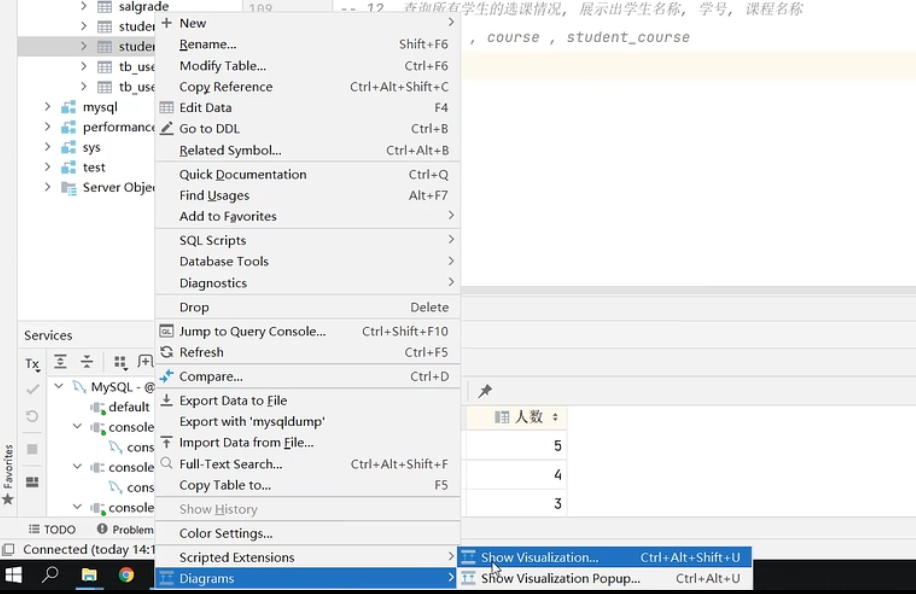 salgrade
studen
studen
tb_use
tb_use
mysql
performance
sys
test
Server Objec
109
-- 12. 查询所有学生的选课情况, 展示出学生名称, 学号, 课程名称
, course , student_course
New
Rename... Shift+F6
Modify Table... Ctrl+F6
Copy Reference Ctrl+Alt+Shift+C
Edit Data F4
Go to DDL Ctrl+B
Related Symbol... Ctrl+Alt+B
Quick Documentation Ctrl+Q
Find Usages Alt+F7
Add to Favorites
SQL Scripts
Database Tools
Diagnostics
Drop Delete
Jump to Query Console... Ctrl+Shift+F10
Refresh Ctrl+F5
Compare... Ctrl+D
Export Data to File
Export with 'mysqldump'
Import Data from File...
Full-Text Search... Ctrl+Alt+Shift+F
Copy Table to... F5
Show History
Color Settings...
Scripted Extensions
Diagrams
Show Visualization... Ctrl+Alt+Shift+U
Show Visualization Popup... Ctrl+Alt+U
Services
Tx
MySQL - @
default
console
cons
console
cons
console
Favorites
TODO
Problem
Connected (today 14:1
人数
5
4
3